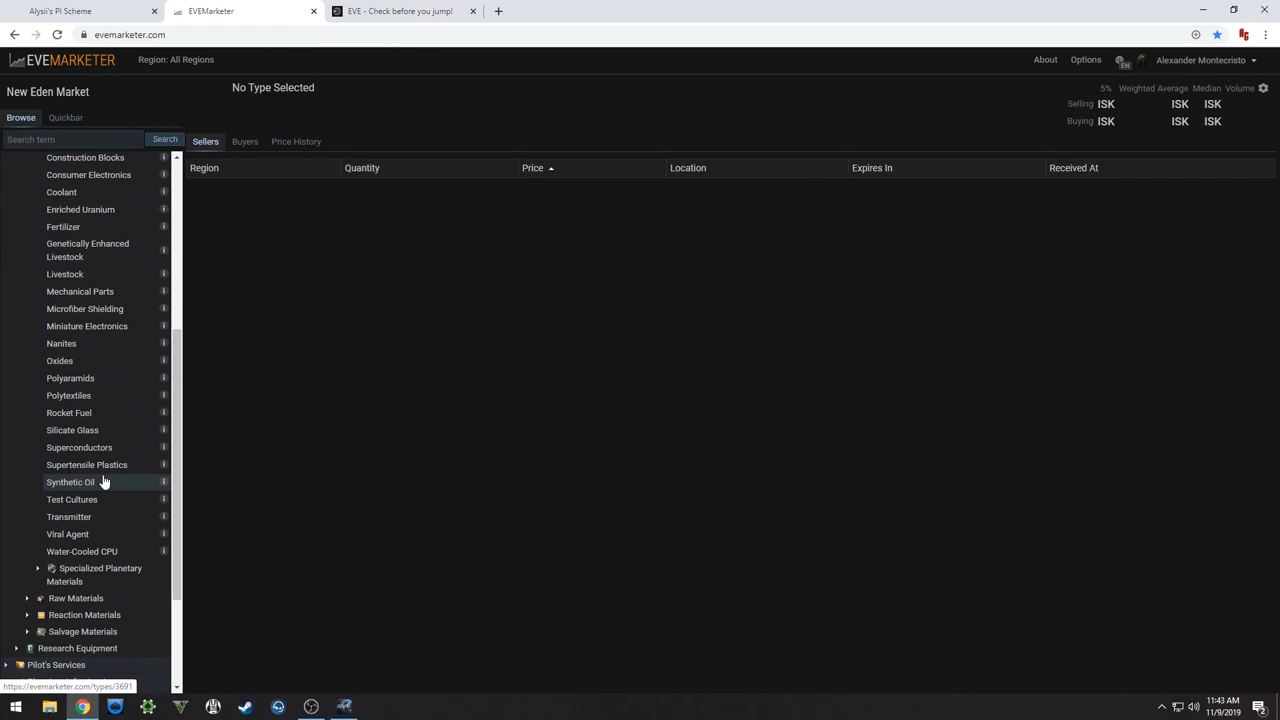 Alysii's PI Scheme
EVEMarketer
EVE - Check before you jump!
evemarketer.com
EVEMARKETER
Region: All Regions
About
Options
EN
Alexander Montecristo
New Eden Market
No Type Selected
5% Weighted Average Median Volume
Selling ISK ISK ISK
Buying ISK ISK ISK
Browse
Quickbar
Search term
Search
Sellers
Buyers
Price History
Region
Quantity
Price
Location
Expires In
Received At
Construction Blocks
Consumer Electronics
Coolant
Enriched Uranium
Fertilizer
Genetically Enhanced
Livestock
Livestock
Mechanical Parts
Microfiber Shielding
Miniature Electronics
Nanites
Oxides
Polyaramids
Polytextiles
Rocket Fuel
Silicate Glass
Superconductors
Supertensile Plastics
Synthetic Oil
Test Cultures
Transmitter
Viral Agent
Water-Cooled CPU
Specialized Planetary
Materials
Raw Materials
Reaction Materials
Salvage Materials
Research Equipment
Pilot's Services
https://evemarketer.com/types/3691
11:43 AM
11/9/2019
2